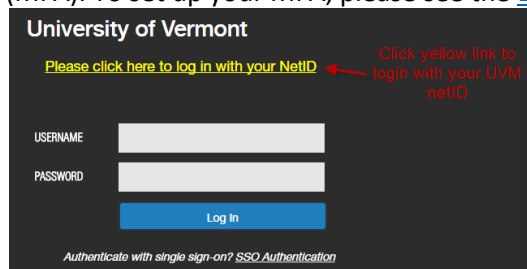 University of Vermont
Please click here to log in with your NetID
Click yellow link to
login with your UVM
netID
USERNAME
PASSWORD
Log In
Authenticate with single sign-on? SSO Authentication